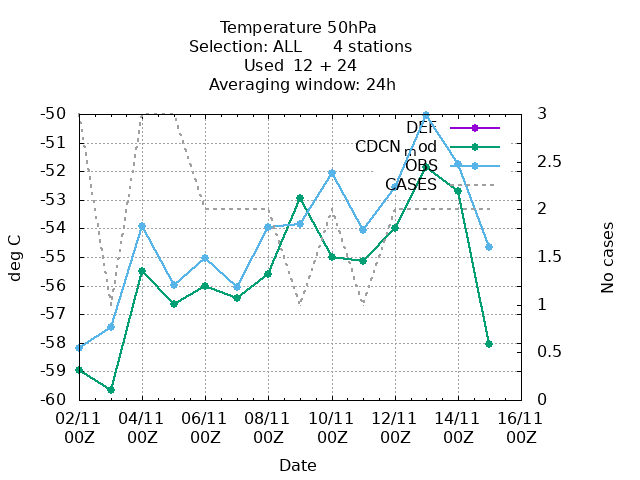 Temperature 50hPa
Selection: ALL 4 stations
Used 12 + 24
Averaging window: 24h
-50
-51
-52
-53
-54
-55
-56
-57
-58
-59
-60
3
2.5
2
1.5
1
0.5
0
deg C
No cases
DEF
CDCN_mod
OBS
CASES
02/11 04/11 06/11 08/11 10/11 12/11 14/11 16/11
00Z 00Z 00Z 00Z 00Z 00Z 00Z 00Z
Date